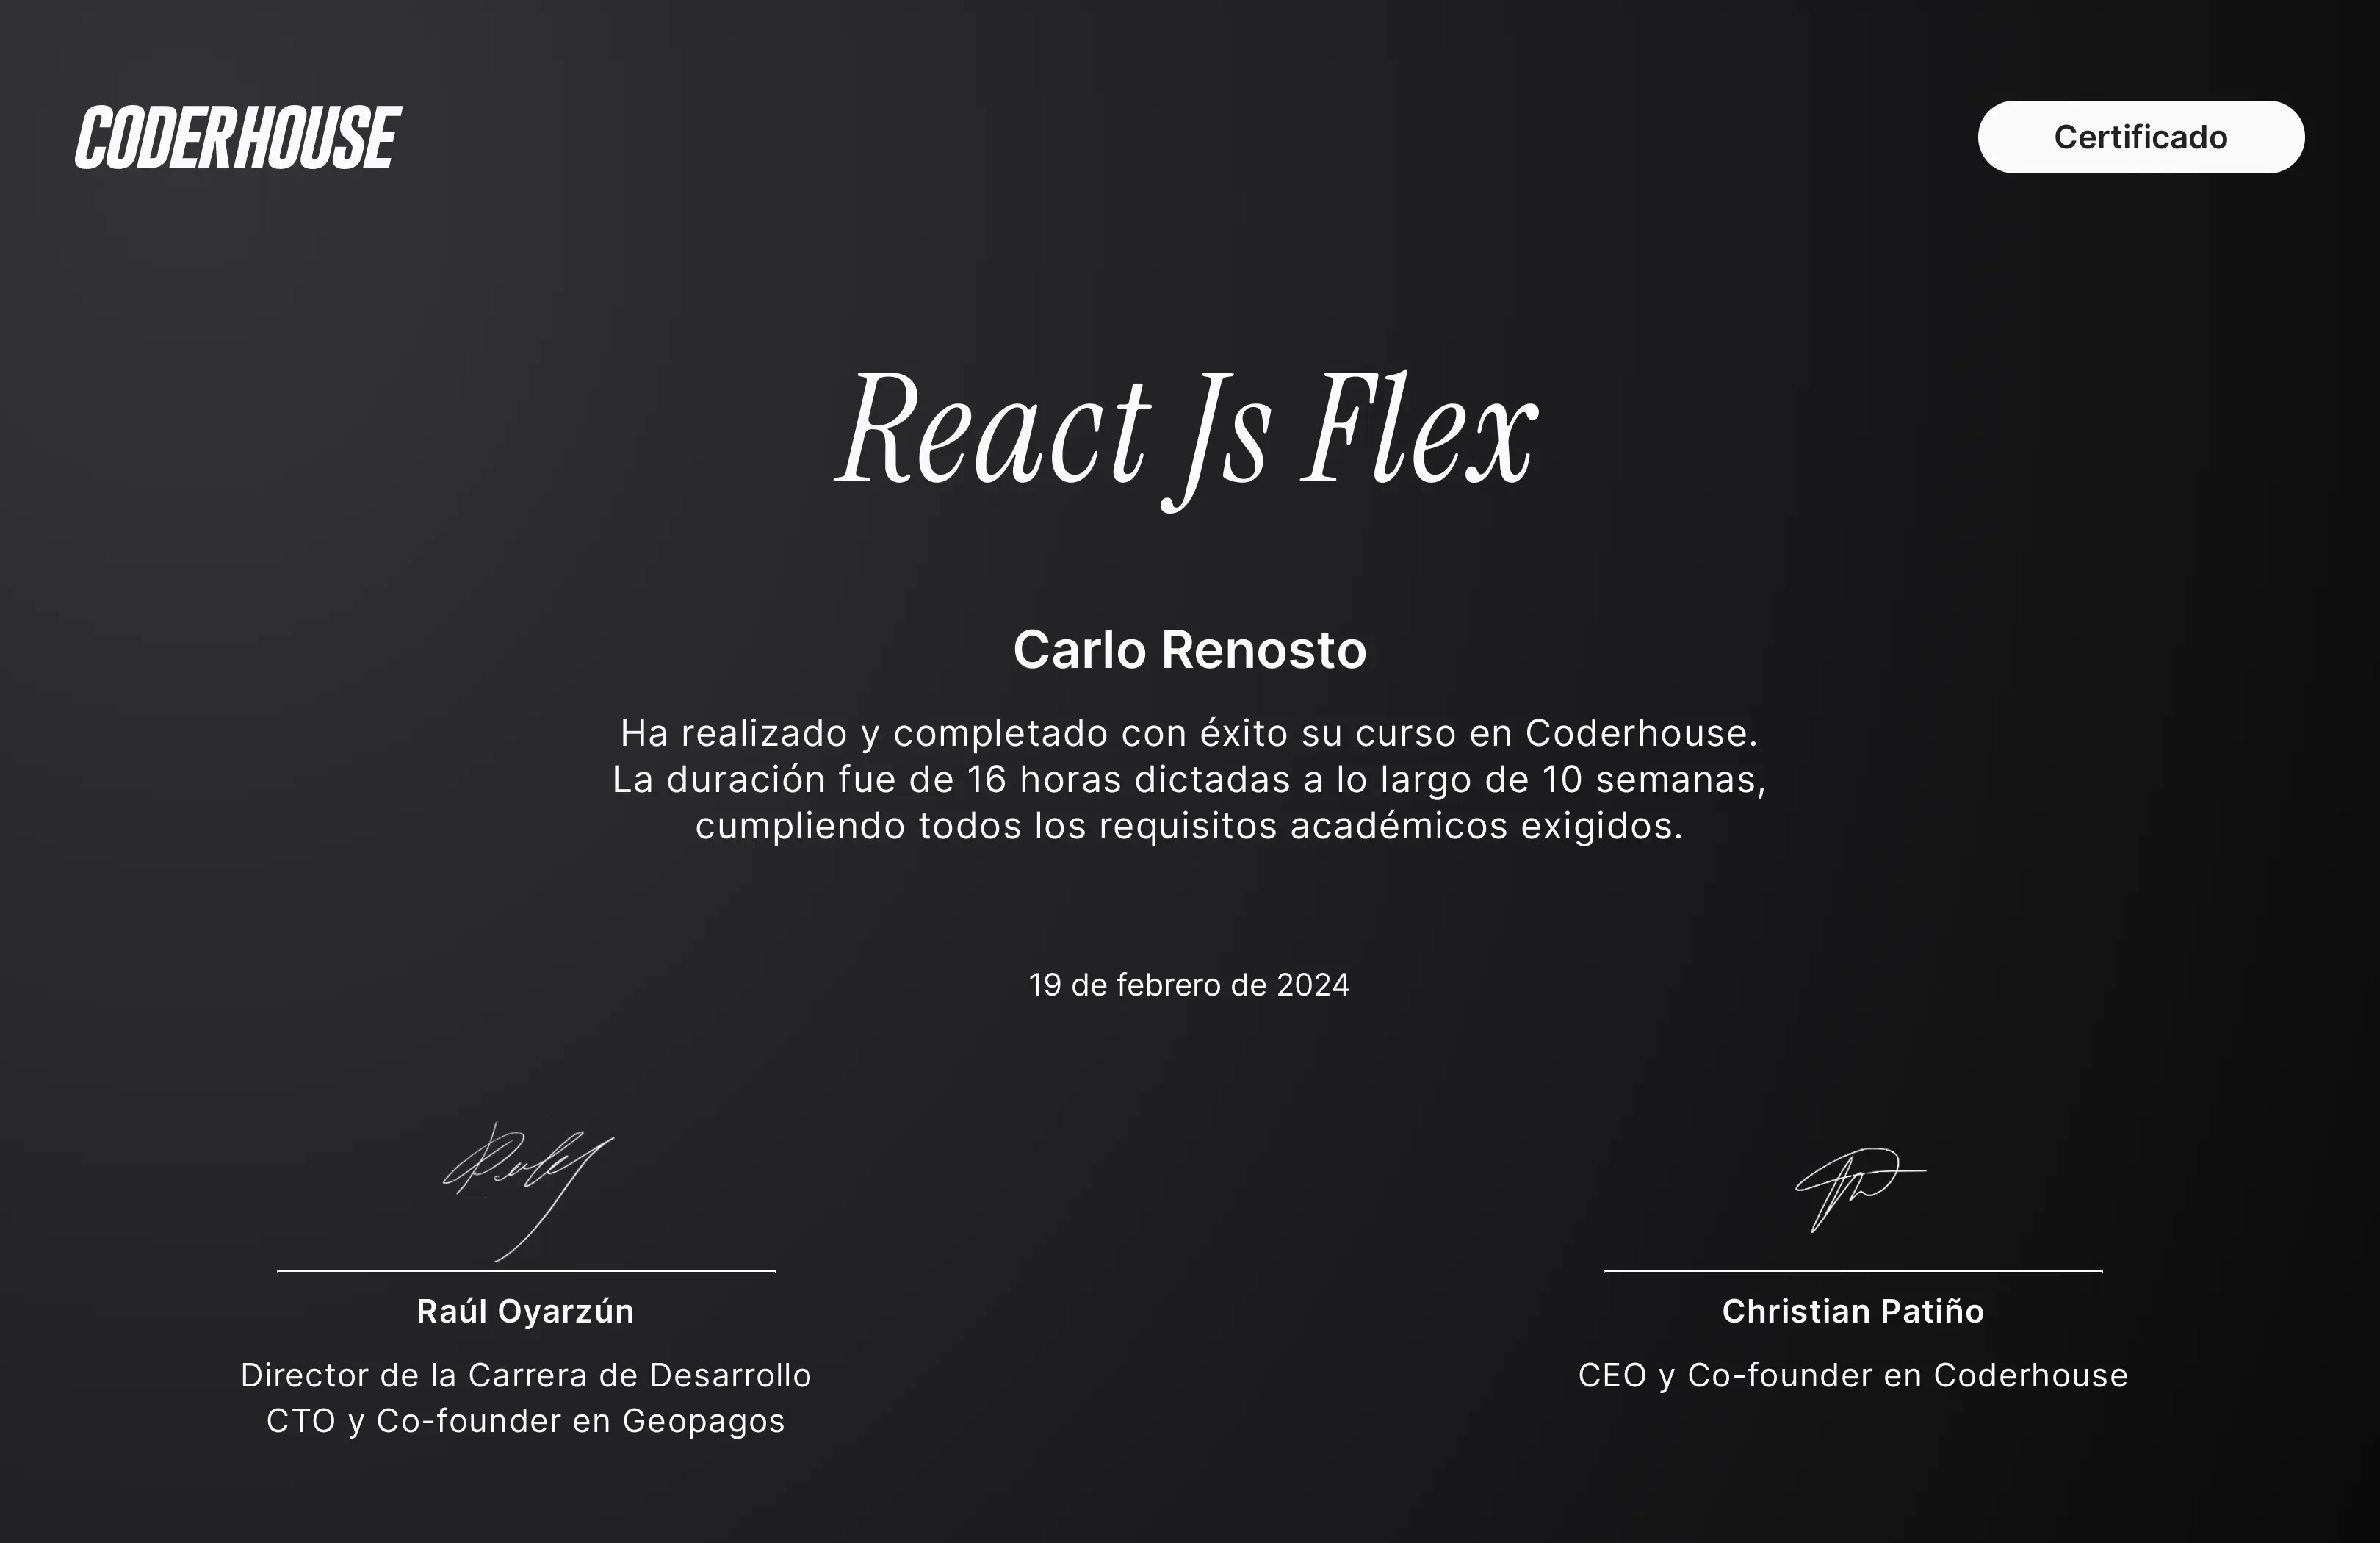 CODERHOUSE
Certificado
React Js Flex
Carlo Renosto
Ha realizado y completado con éxito su curso en Coderhouse.
La duración fue de 16 horas dictadas a lo largo de 10 semanas,
cumpliendo todos los requisitos académicos exigidos.
19 de febrero de 2024
Raúl Oyarzún
Director de la Carrera de Desarrollo
CTO y Co-founder en Geopagos
Christian Patiño
CEO y Co-founder en Coderhouse